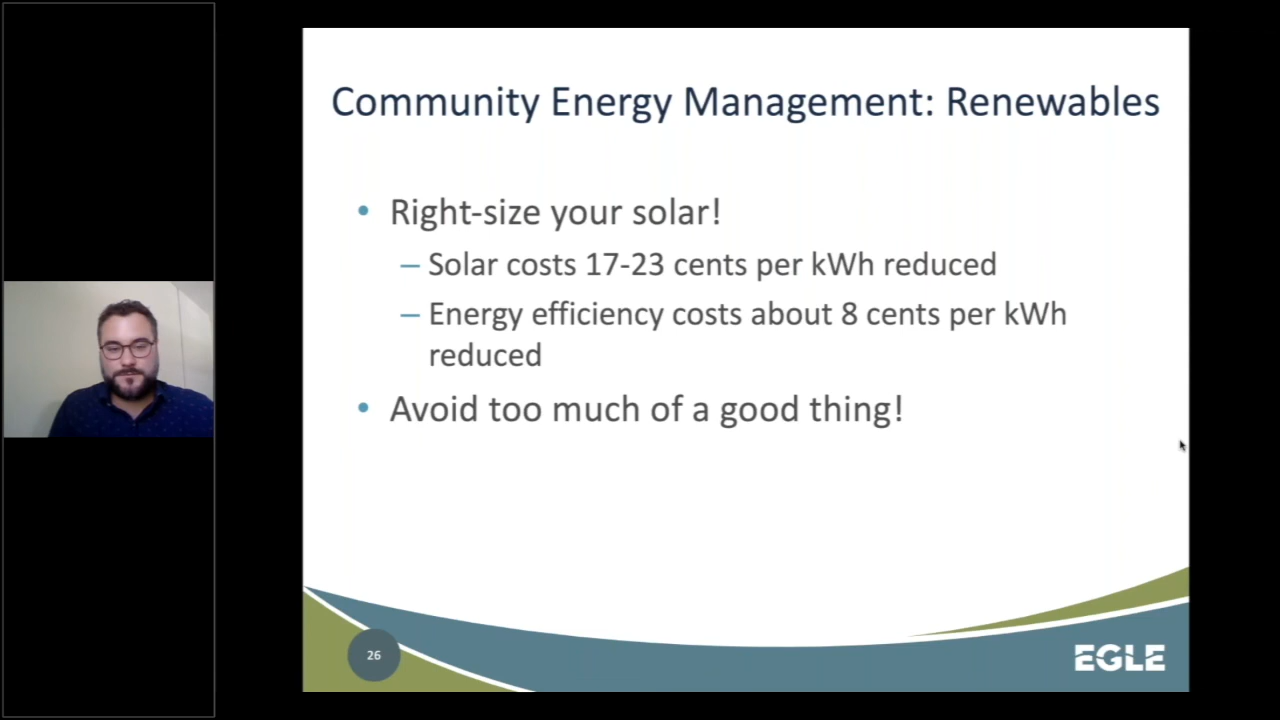 Community Energy Management: Renewables
• Right-size your solar!
– Solar costs 17-23 cents per kWh reduced
– Energy efficiency costs about 8 cents per kWh
reduced
• Avoid too much of a good thing!
26
EGLE